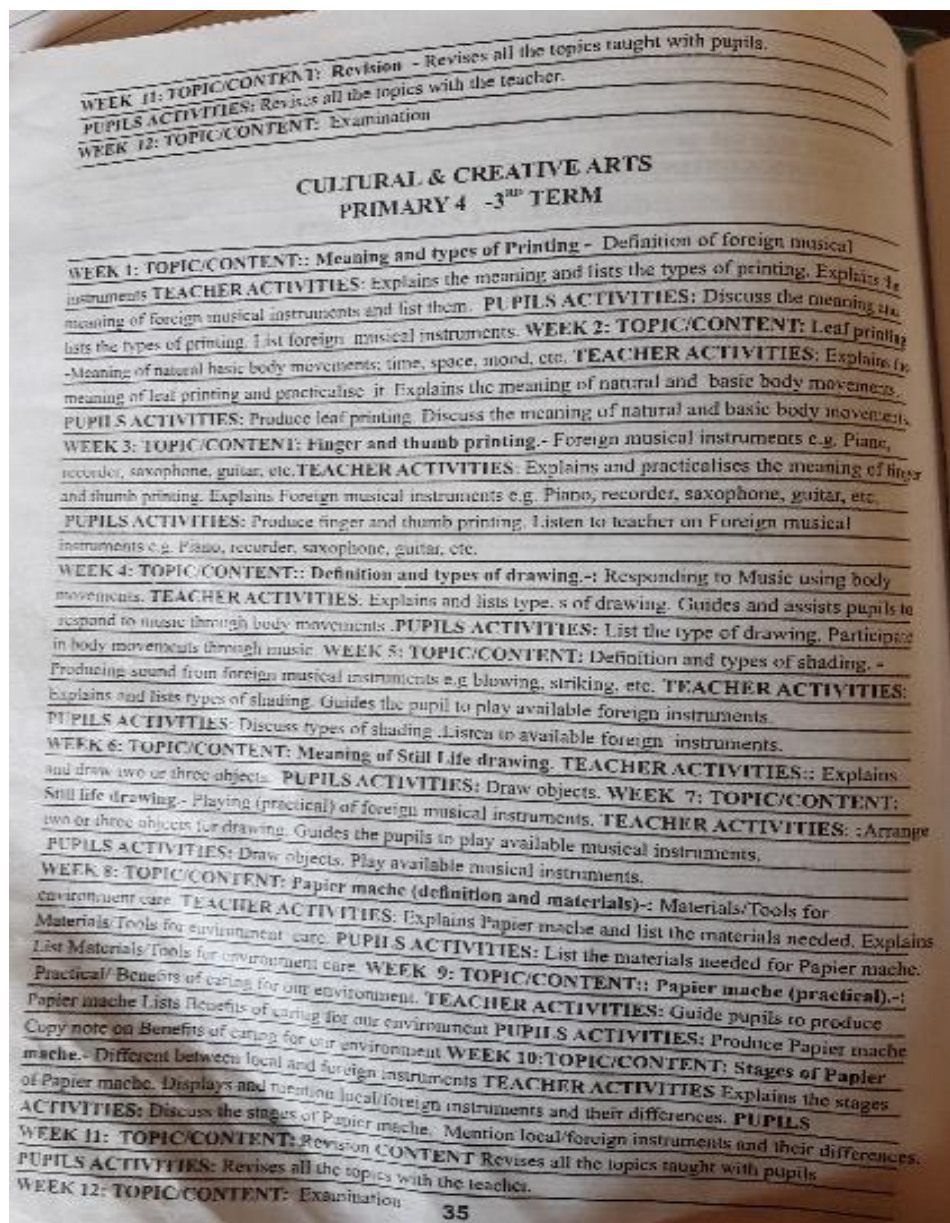 WEEK 11: TOPIC/CONTENT: Revision - Revises all the topics taught with pupils.
PUPILS ACTIVITIES: Revises all the topics with the teacher.
WEEK 12: TOPIC/CONTENT: Examination
CULTURAL & CREATIVE ARTS
PRIMARY 4 -3RD TERM
WEEK 1: TOPIC/CONTENT:: Meaning and types of Printing - Definition of foreign musical
instruments TEACHER ACTIVITIES: Explains the meaning and lists the types of printing. Explains the
meaning of foreign musical instruments and list them. PUPILS ACTIVITIES: Discuss the meaning and
lists the types of printing. List foreign musical instruments. WEEK 2: TOPIC/CONTENT: Leaf printing
-Meaning of natural basic body movements; time, space, mood, etc. TEACHER ACTIVITIES: Explains the
meaning of leaf printing and practicalise it. Explains the meaning of natural and basic body movements.
PUPILS ACTIVITIES: Produce leaf printing. Discuss the meaning of natural and basic body movements.
WEEK 3: TOPIC/CONTENT: Finger and thumb printing.- Foreign musical instruments e.g. Piano,
recorder, saxophone, guitar, etc.TEACHER ACTIVITIES: Explains and practicalises the meaning of finger
and thumb printing. Explains Foreign musical instruments e.g. Piano, recorder, saxophone, guitar, etc.
PUPILS ACTIVITIES: Produce finger and thumb printing. Listen to teacher on Foreign musical
instruments e.g. Piano, recorder, saxophone, guitar, etc.
WEEK 4: TOPIC/CONTENT:: Definition and types of drawing.-: Responding to Music using body
movements. TEACHER ACTIVITIES: Explains and lists type. s of drawing. Guides and assists pupils to
respond to music through body movements .PUPILS ACTIVITIES: List the type of drawing. Participate
in body movements through music. WEEK 5: TOPIC/CONTENT: Definition and types of shading. -
Producing sound from foreign musical instruments e.g blowing, striking, etc. TEACHER ACTIVITIES:
Explains and lists types of shading. Guides the pupil to play available foreign instruments.
PUPILS ACTIVITIES: Discuss types of shading .Listen to available foreign instruments.
WEEK 6: TOPIC/CONTENT: Meaning of Still Life drawing. TEACHER ACTIVITIES:: Explains
and draw two or three objects. PUPILS ACTIVITIES: Draw objects. WEEK 7: TOPIC/CONTENT:
Still life drawing.- Playing (practical) of foreign musical instruments. TEACHER ACTIVITIES: :Arrange
two or three objects for drawing. Guides the pupils to play available musical instruments.
PUPILS ACTIVITIES: Draw objects. Play available musical instruments.
WEEK 8: TOPIC/CONTENT: Papier mache (definition and materials)-: Materials/Tools for
environment care. TEACHER ACTIVITIES: Explains Papier mache and list the materials needed. Explains
Materials/Tools for environment care. PUPILS ACTIVITIES: List the materials needed for Papier mache.
List Materials/Tools for environment care. WEEK 9: TOPIC/CONTENT:: Papier mache (practical).-:
Practical/ Benefits of caring for our environment. TEACHER ACTIVITIES: Guide pupils to produce
Papier mache Lists Benefits of caring for our environment PUPILS ACTIVITIES: Produce Papier mache
Copy note on Benefits of caring for our environment WEEK 10:TOPIC/CONTENT: Stages of Papier
mache.- Different between local and foreign instruments TEACHER ACTIVITIES Explains the stages
of Papier mache. Displays and mention local/foreign instruments and their differences. PUPILS
ACTIVITIES: Discuss the stages of Papier mache. Mention local/foreign instruments and their differences.
WEEK 11: TOPIC/CONTENT: Revision CONTENT Revises all the topics taught with pupils
PUPILS ACTIVITIES: Revises all the topics with the teacher.
WEEK 12: TOPIC/CONTENT: Examination
35